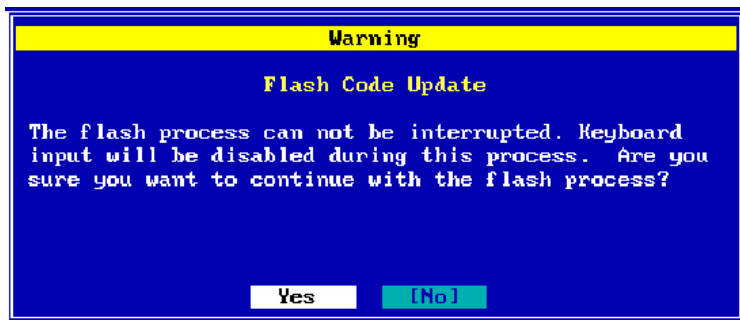 Warning
Flash Code Update
The flash process can not be interrupted. Keyboard
input will be disabled during this process.  Are you
sure you want to continue with the flash process?
Yes [No]